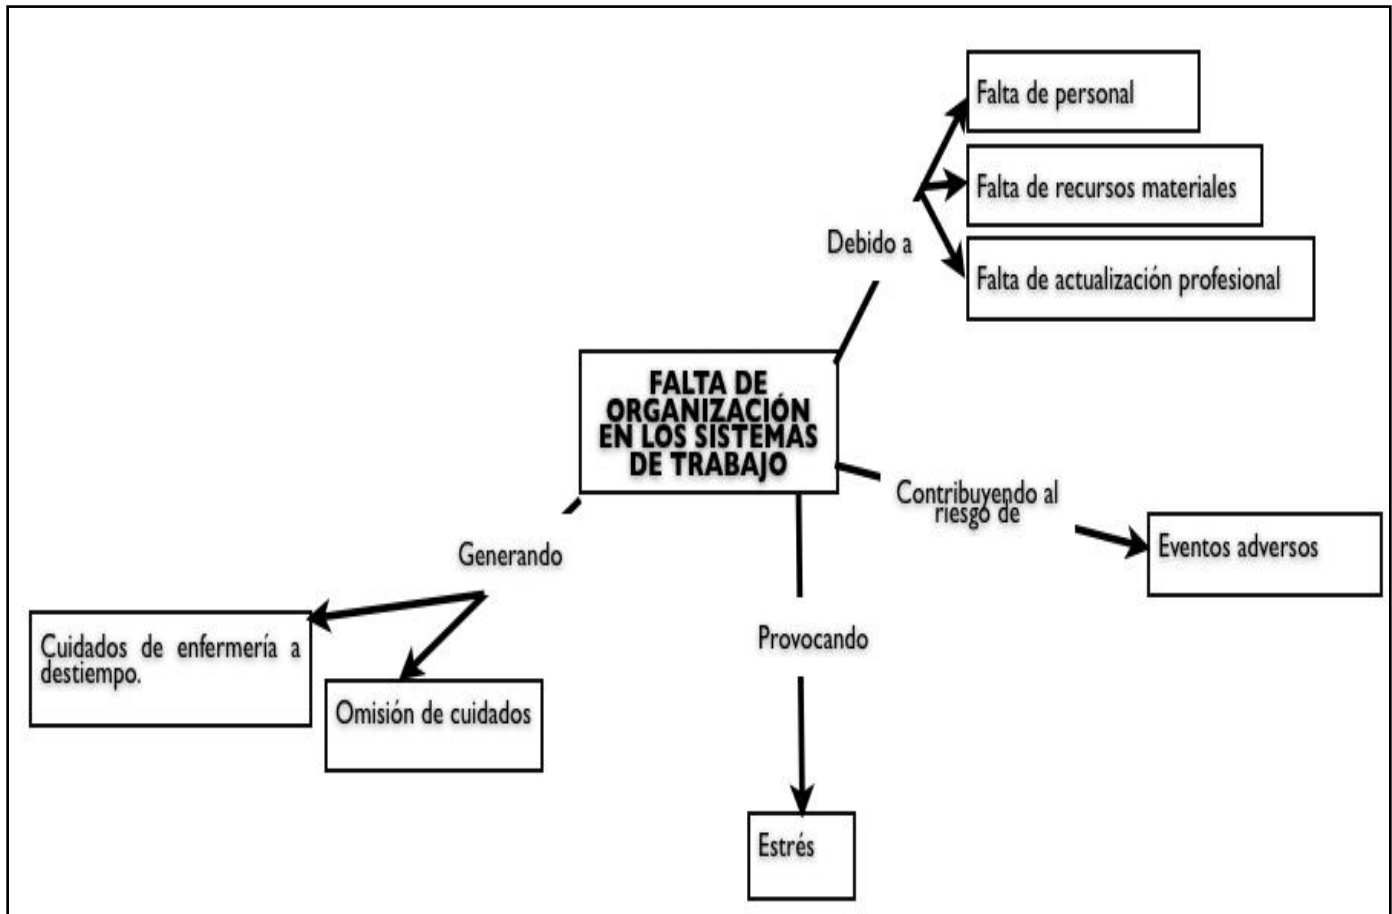 Falta de personal
Falta de recursos materiales
Debido a
Falta de actualización profesional
FALTA DE
ORGANIZACIÓN
EN LOS SISTEMAS
DE TRABAJO
Contribuyendo al
riesgo de
Eventos adversos
Generando
Cuidados de enfermería a
destiempo.
Provocando
Omisión de cuidados
Estrés